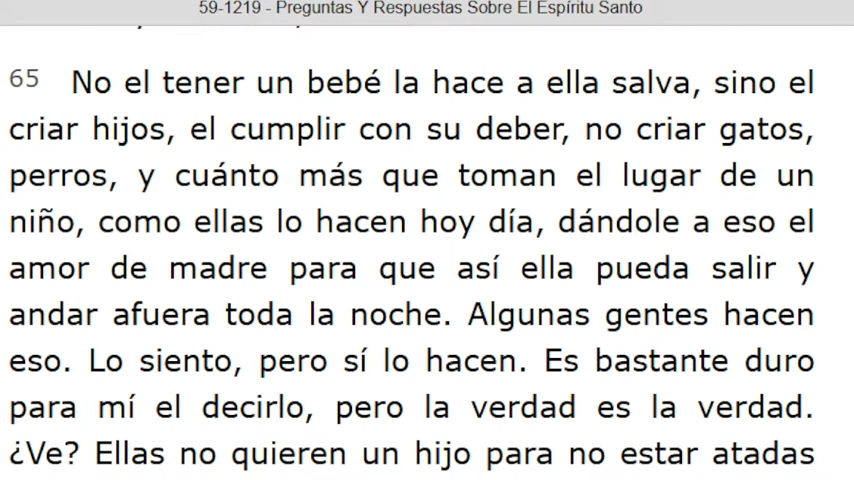 59-1219 - Preguntas Y Respuestas Sobre El Espíritu Santo
65 No el tener un bebé la hace a ella salva, sino el
criar hijos, el cumplir con su deber, no criar gatos,
perros, y cuánto más que toman el lugar de un
niño, como ellas lo hacen hoy día, dándole a eso el
amor de madre para que así ella pueda salir y
andar afuera toda la noche. Algunas gentes hacen
eso. Lo siento, pero sí lo hacen. Es bastante duro
para mí el decirlo, pero la verdad es la verdad.
¿Ve? Ellas no quieren un hijo para no estar atadas